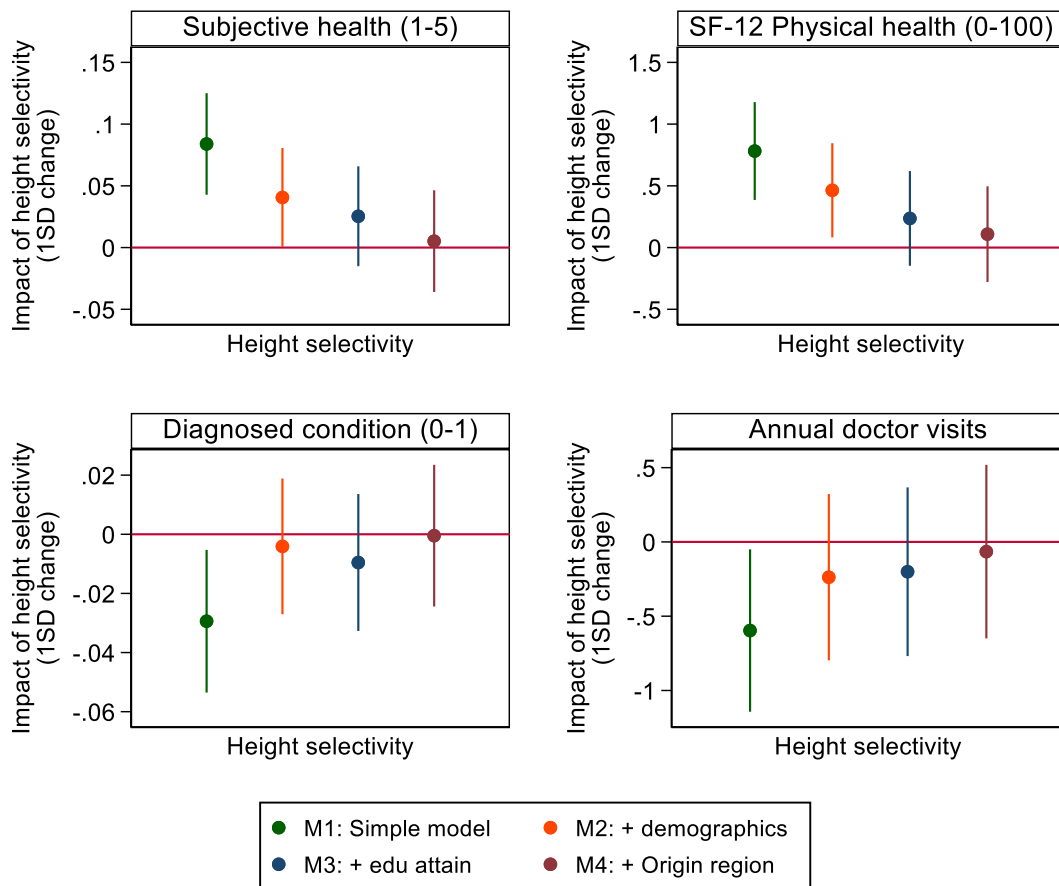 Subjective health (1-5)
Impact of height selectivity
(1SD change)
.15
.1
.05
0
-.05
Height selectivity
SF-12 Physical health (0-100)
Impact of height selectivity
(1SD change)
1.5
1
.5
0
-.5
Height selectivity
Diagnosed condition (0-1)
Impact of height selectivity
(1SD change)
.02
0
-.02
-.04
-.06
Height selectivity
Annual doctor visits
Impact of height selectivity
(1SD change)
.5
0
-.5
-1
Height selectivity
M1: Simple model
M2: + demographics
M3: + edu attain
M4: + Origin region